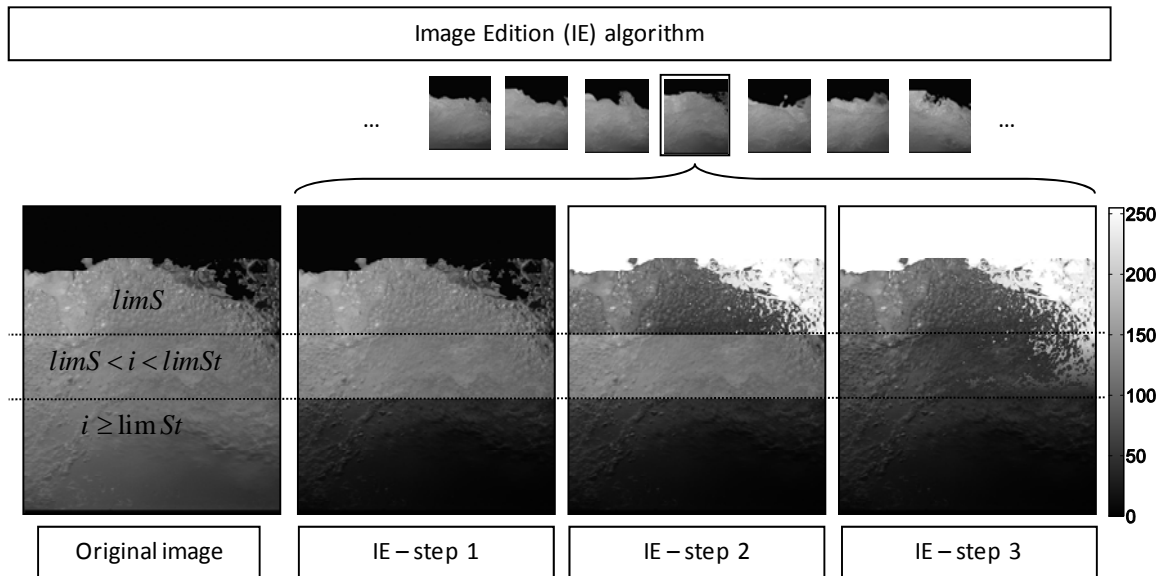 Image Edition (IE) algorithm
... ...
limS
limS < i < limSt
i ≥ lim St
250
200
150
100
50
0
Original image
IE – step 1
IE – step 2
IE – step 3